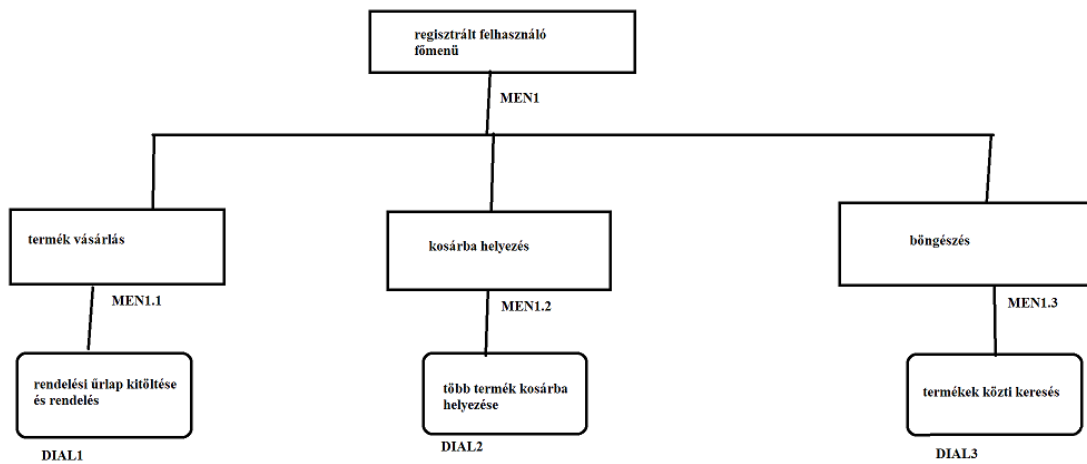 regisztrált felhasználó
főmenü
MEN1
termék vásárlás
kosárba helyezés
böngészés
MEN1.1
MEN1.2
MEN1.3
rendelési űrlap kitöltése
és rendelés
több termék kosárba
helyezése
termékek közti keresés
DIAL1
DIAL2
DIAL3